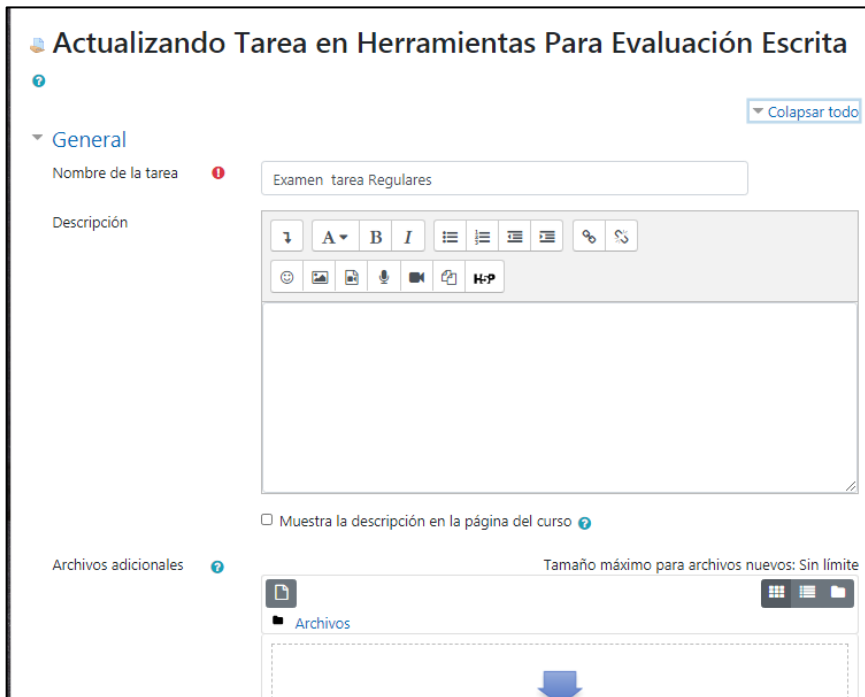 Actualizando Tarea en Herramientas Para Evaluación Escrita
Colapsar todo
General
Nombre de la tarea
Examen tarea Regulares
Descripción
A B I
H-P
Muestra la descripción en la página del curso
Archivos adicionales
Tamaño máximo para archivos nuevos: Sin límite
Archivos